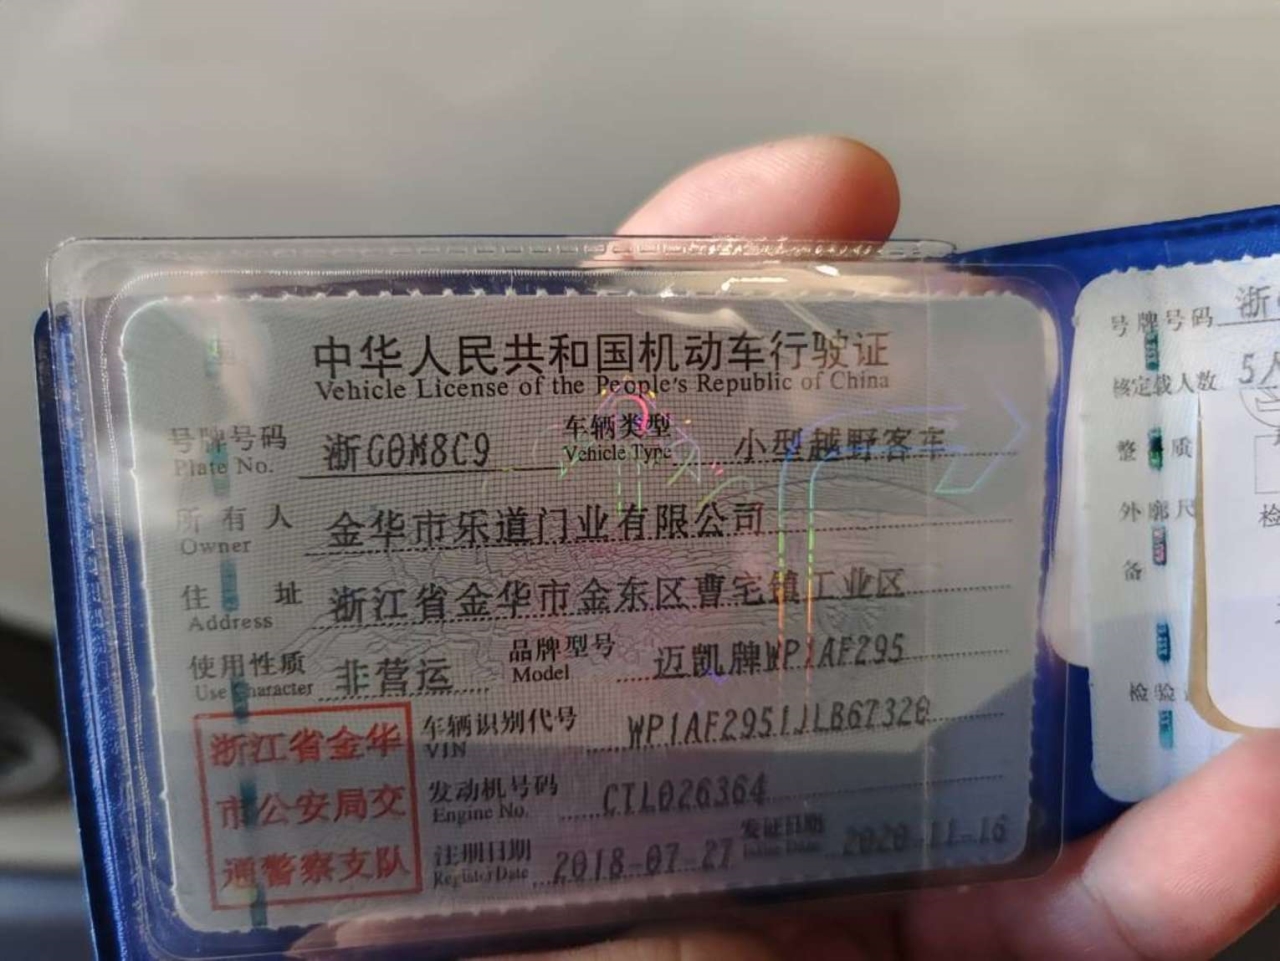 中华人民共和国机动车行驶证
Vehicle License of the People's Republic of China
号牌号码 浙G0M8C9 车辆类型 小型越野客车
Plate No. Vehicle Type
所有人 金华市乐道门业有限公司
Owner
住址 浙江省金华市金东区曹宅镇工业区
Address
使用性质 非营运 品牌型号 迈凯牌WP1AF295
Use Character Model
浙江省金华
市公安局交
通警察支队
车辆识别代号 WP1AF2951JLB67328
VIN
发动机号码 CTL026364
Engine No.
注册日期 2018-07-27 发证日期 2020-11-16
Register Date Issue Date
号牌号码 浙
核定载人数 5人
整 质
外廓尺
备
检验
检